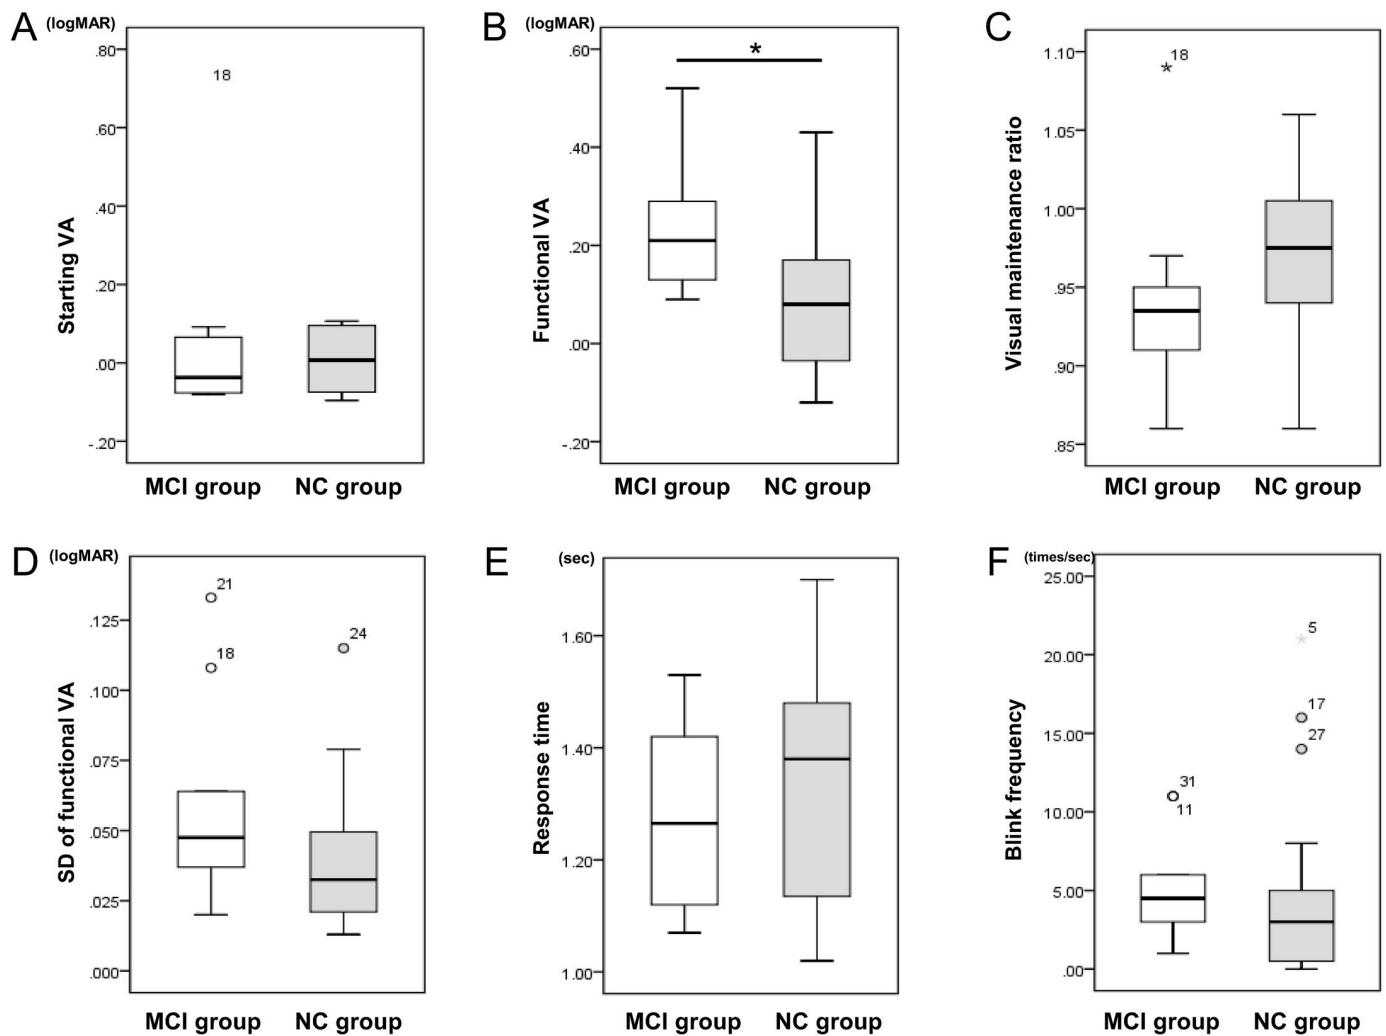 A (logMAR)
Starting VA
.80
.60
.40
.20
.00
-.20
18
MCI group NC group
B (logMAR)
Functional VA
.60
.40
.20
.00
-.20
*
MCI group NC group
C
Visual maintenance ratio
1.10
1.05
1.00
.95
.90
.85
18
MCI group NC group
D (logMAR)
SD of functional VA
.125
.100
.075
.050
.025
.000
21
18
24
MCI group NC group
E (sec)
Response time
1.60
1.40
1.20
1.00
MCI group NC group
F (times/sec)
Blink frequency
25.00
20.00
15.00
10.00
5.00
.00
31
11
5
17
27
MCI group NC group